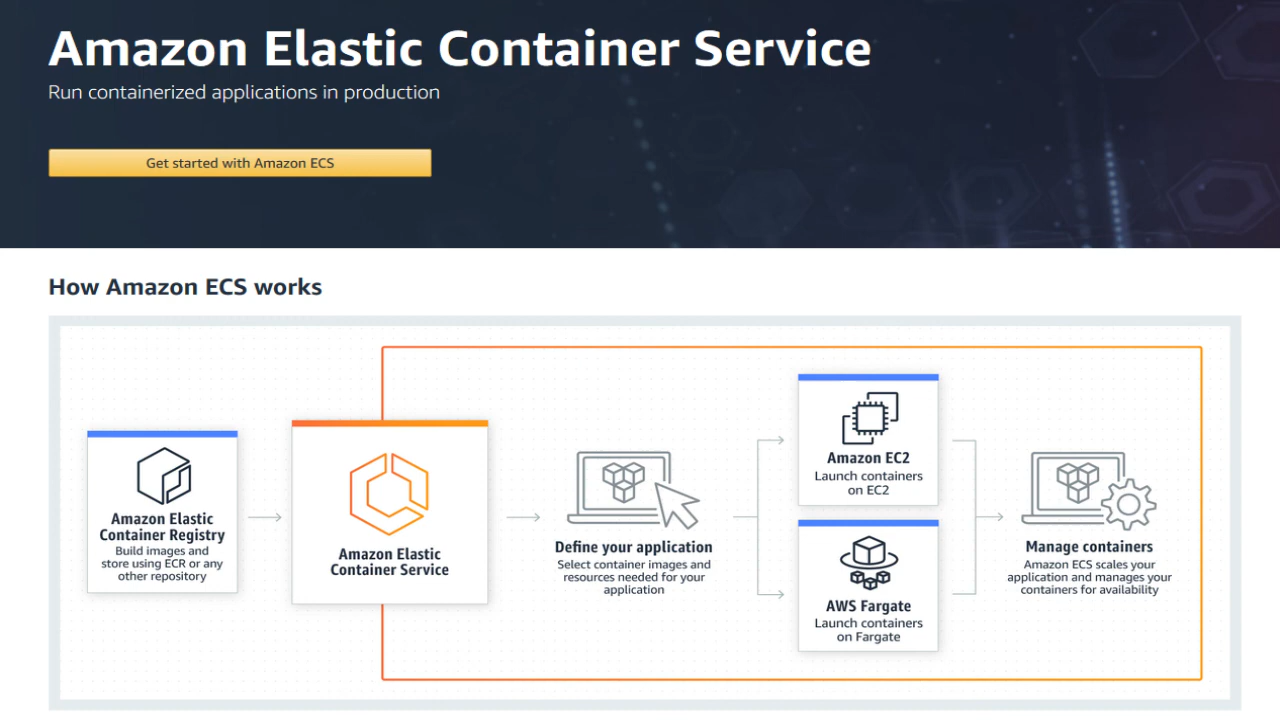 Amazon Elastic Container Service
Run containerized applications in production
Get started with Amazon ECS
How Amazon ECS works
Amazon Elastic
Container Registry
Build images and
store using ECR or any
other repository
Amazon Elastic
Container Service
Define your application
Select container images and
resources needed for your
application
Amazon EC2
Launch containers
on EC2
AWS Fargate
Launch containers
on Fargate
Manage containers
Amazon ECS scales your
application and manages your
containers for availability